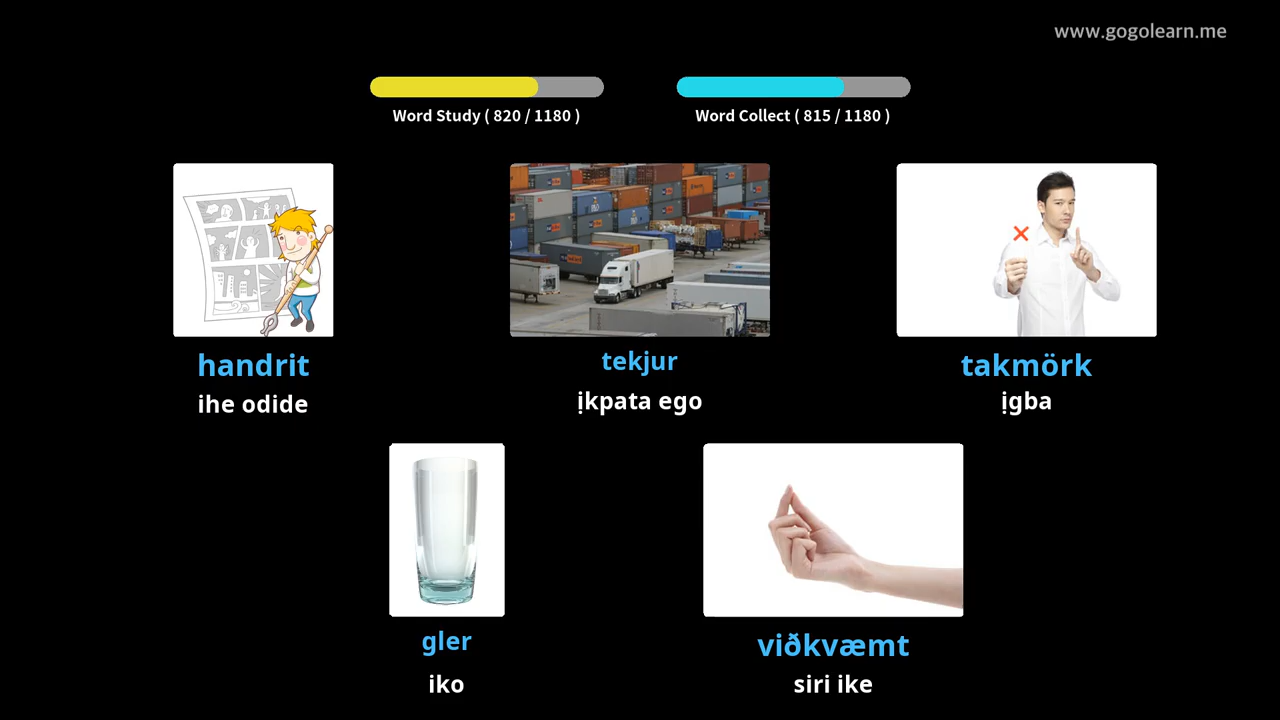 www.gogolearn.me
Word Study ( 820 / 1180 )
Word Collect ( 815 / 1180 )
handrit
ihe odide
tekjur
ịkpata ego
takmörk
ịgba
gler
iko
viðkvæmt
siri ike